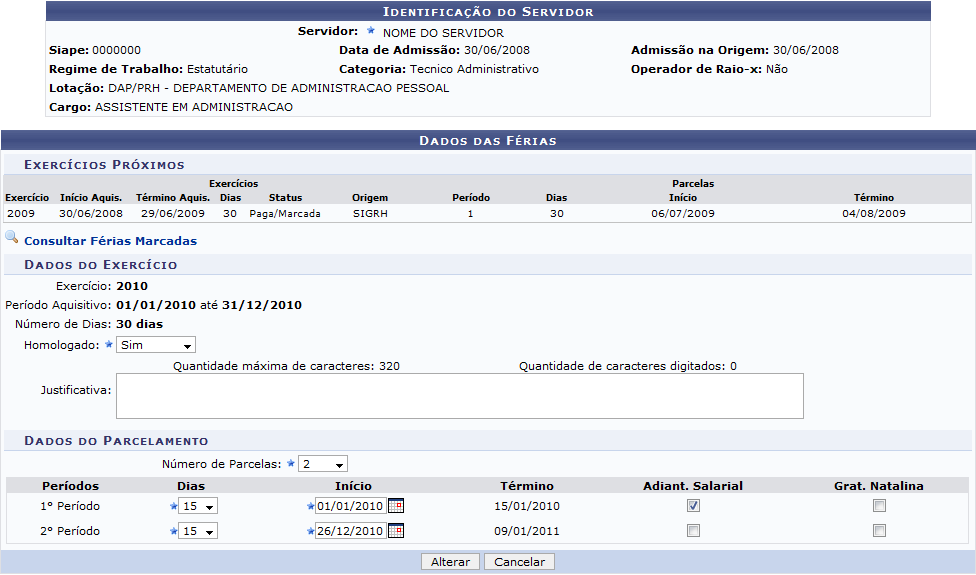 IDENTIFICAÇÃO DO SERVIDOR
Servidor: NOME DO SERVIDOR
Siape: 0000000 Data de Admissão: 30/06/2008 Admissão na Origem: 30/06/2008
Regime de Trabalho: Estatutário Categoria: Tecnico Administrativo Operador de Raio-x: Não
Lotação: DAP/PRH - DEPARTAMENTO DE ADMINISTRACAO PESSOAL
Cargo: ASSISTENTE EM ADMINISTRACAO
DADOS DAS FÉRIAS
EXERCÍCIOS PRÓXIMOS
Exercícios Parcelas
Exercício Início Aquis. Término Aquis. Dias Status Origem Período Dias Início Término
2009 30/06/2008 29/06/2009 30 Paga/Marcada SIGRH 1 30 06/07/2009 04/08/2009
Consultar Férias Marcadas
DADOS DO EXERCÍCIO
Exercício: 2010
Período Aquisitivo: 01/01/2010 até 31/12/2010
Número de Dias: 30 dias
Homologado: Sim
Quantidade máxima de caracteres: 320 Quantidade de caracteres digitados: 0
Justificativa:
DADOS DO PARCELAMENTO
Número de Parcelas: 2
Períodos Dias Início Término Adiant. Salarial Grat. Natalina
1° Período 15 01/01/2010 15/01/2010
2° Período 15 26/12/2010 09/01/2011
Alterar Cancelar